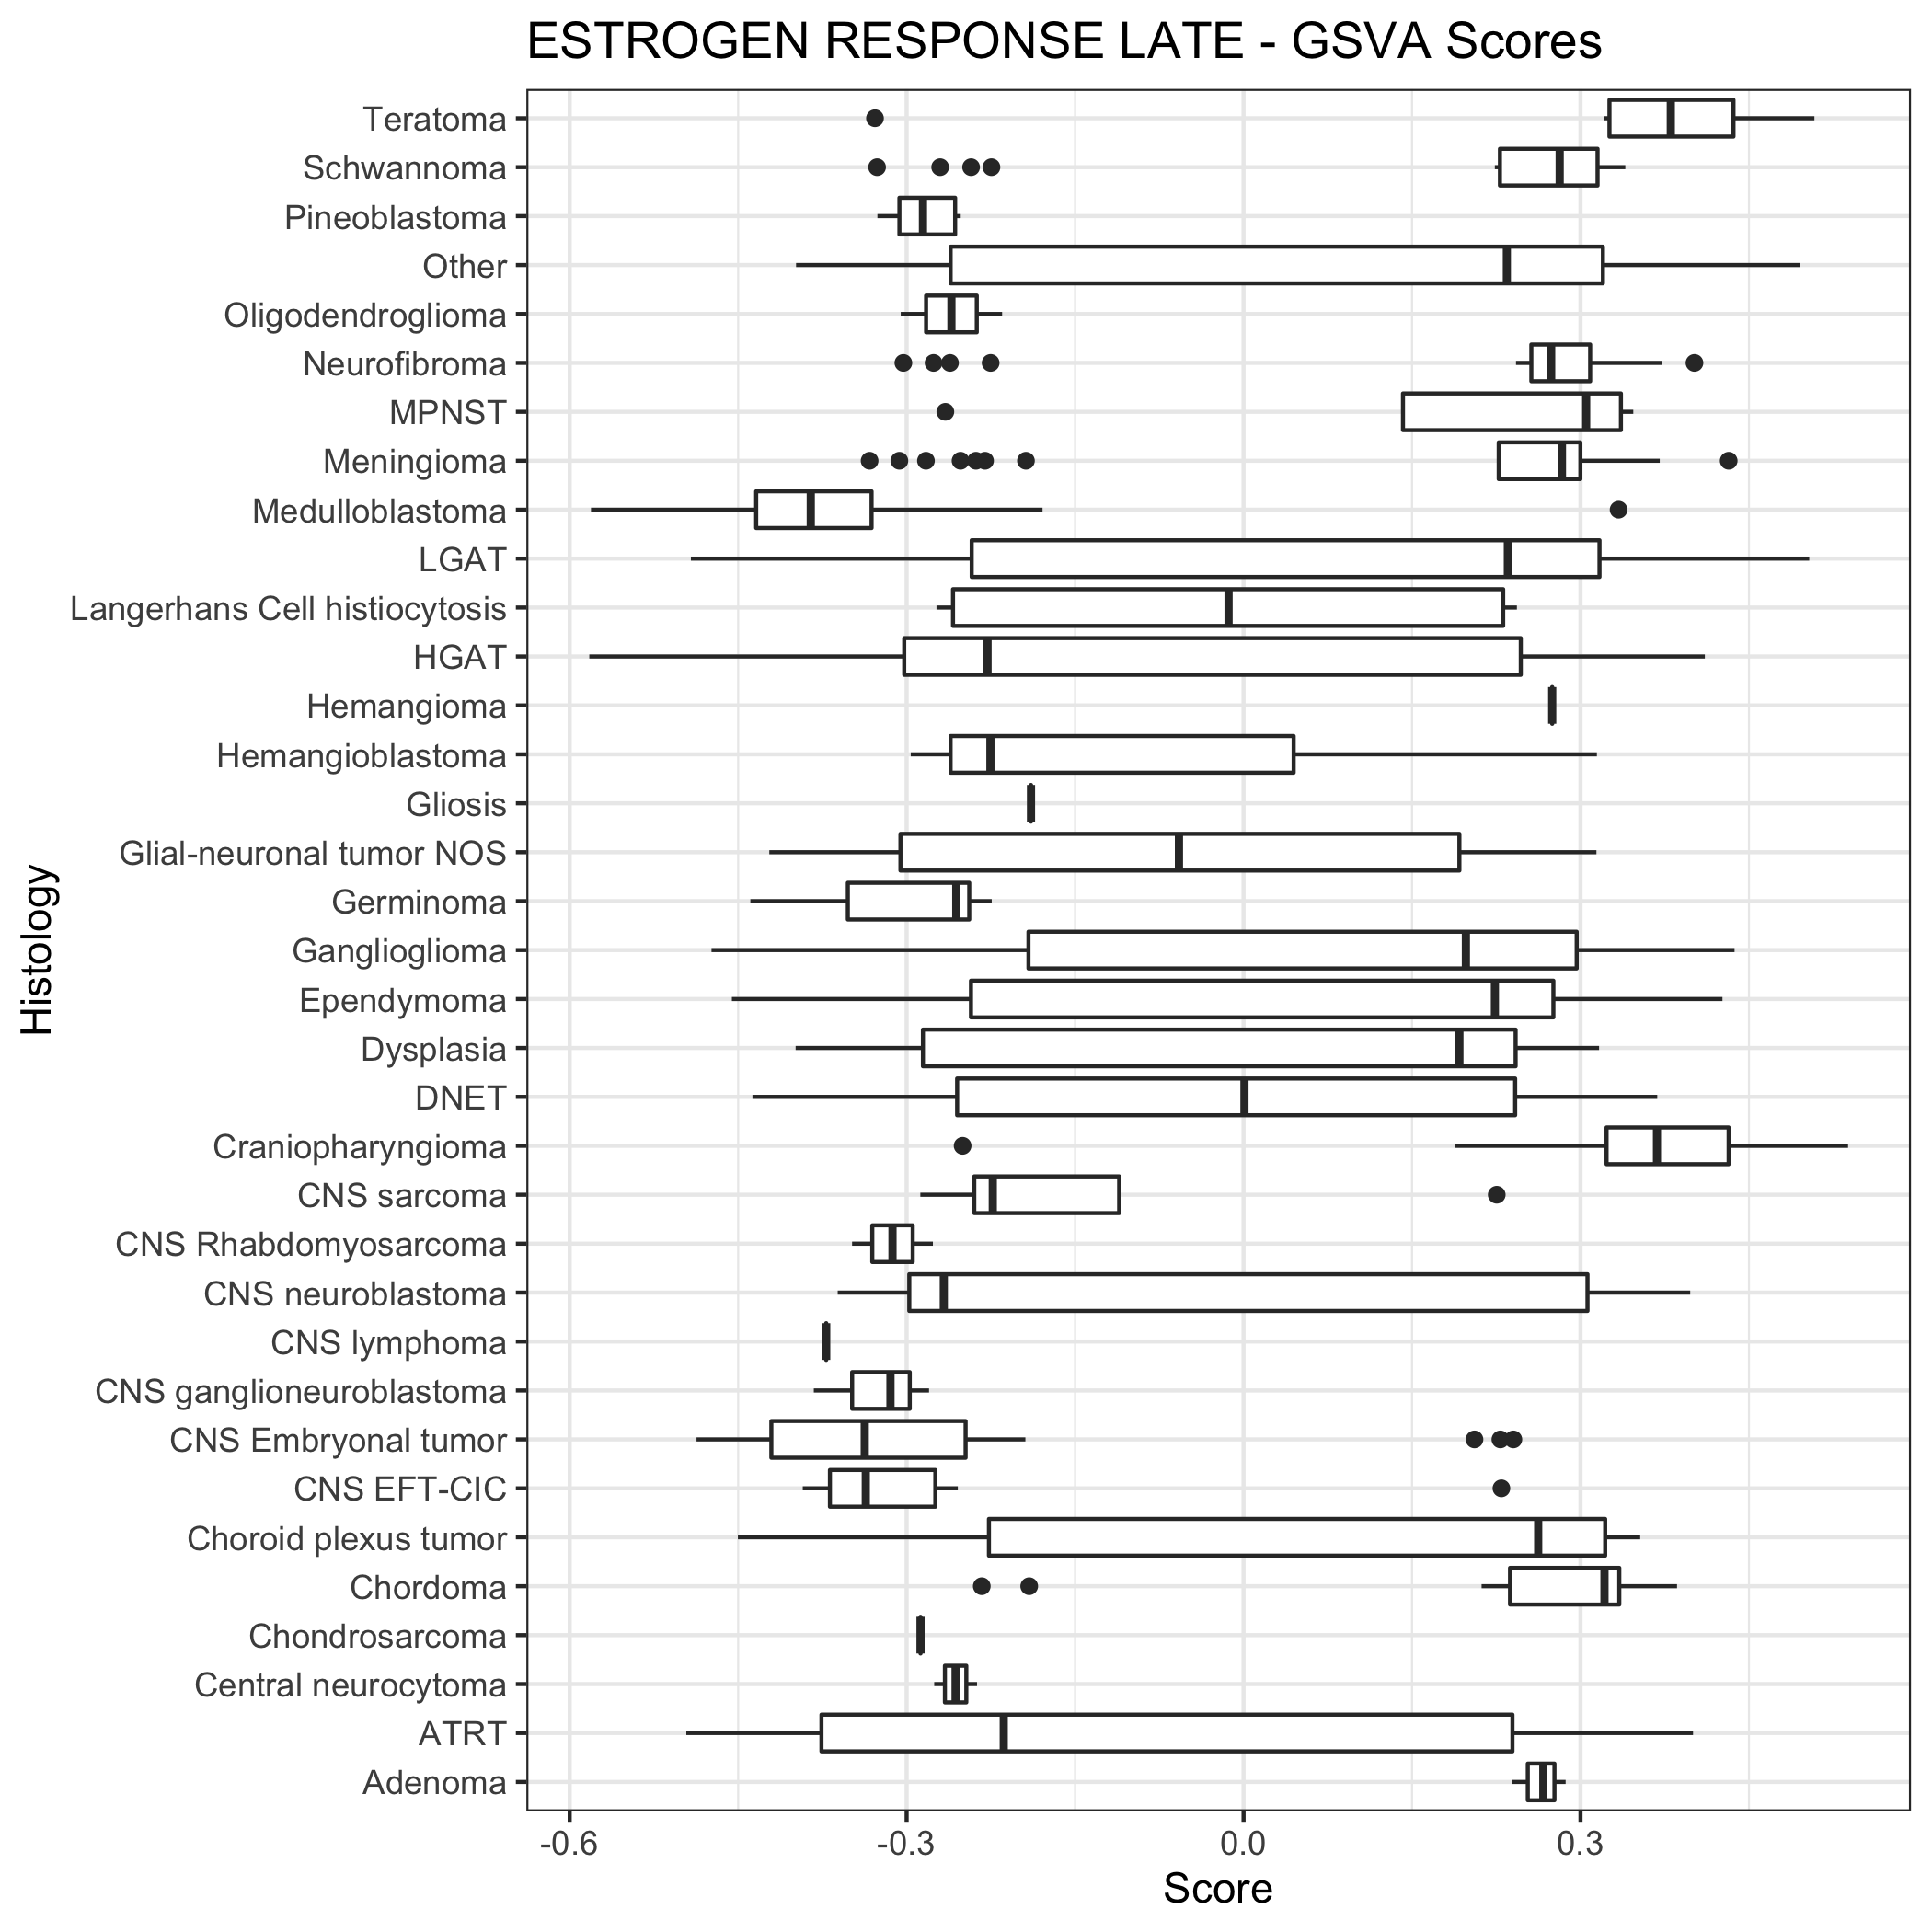 ESTROGEN RESPONSE LATE - GSVA Scores
Teratoma
Schwannoma
Pineoblastoma
Other
Oligodendroglioma
Neurofibroma
MPNST
Meningioma
Medulloblastoma
LGAT
Langerhans Cell histiocytosis
HGAT
Hemangioma
Hemangioblastoma
Gliosis
Glial-neuronal tumor NOS
Germinoma
Ganglioglioma
Ependymoma
Dysplasia
DNET
Craniopharyngioma
CNS sarcoma
CNS Rhabdomyosarcoma
CNS neuroblastoma
CNS lymphoma
CNS ganglioneuroblastoma
CNS Embryonal tumor
CNS EFT-CIC
Choroid plexus tumor
Chordoma
Chondrosarcoma
Central neurocytoma
ATRT
Adenoma
Histology
-0.6 -0.3 0.0 0.3
Score